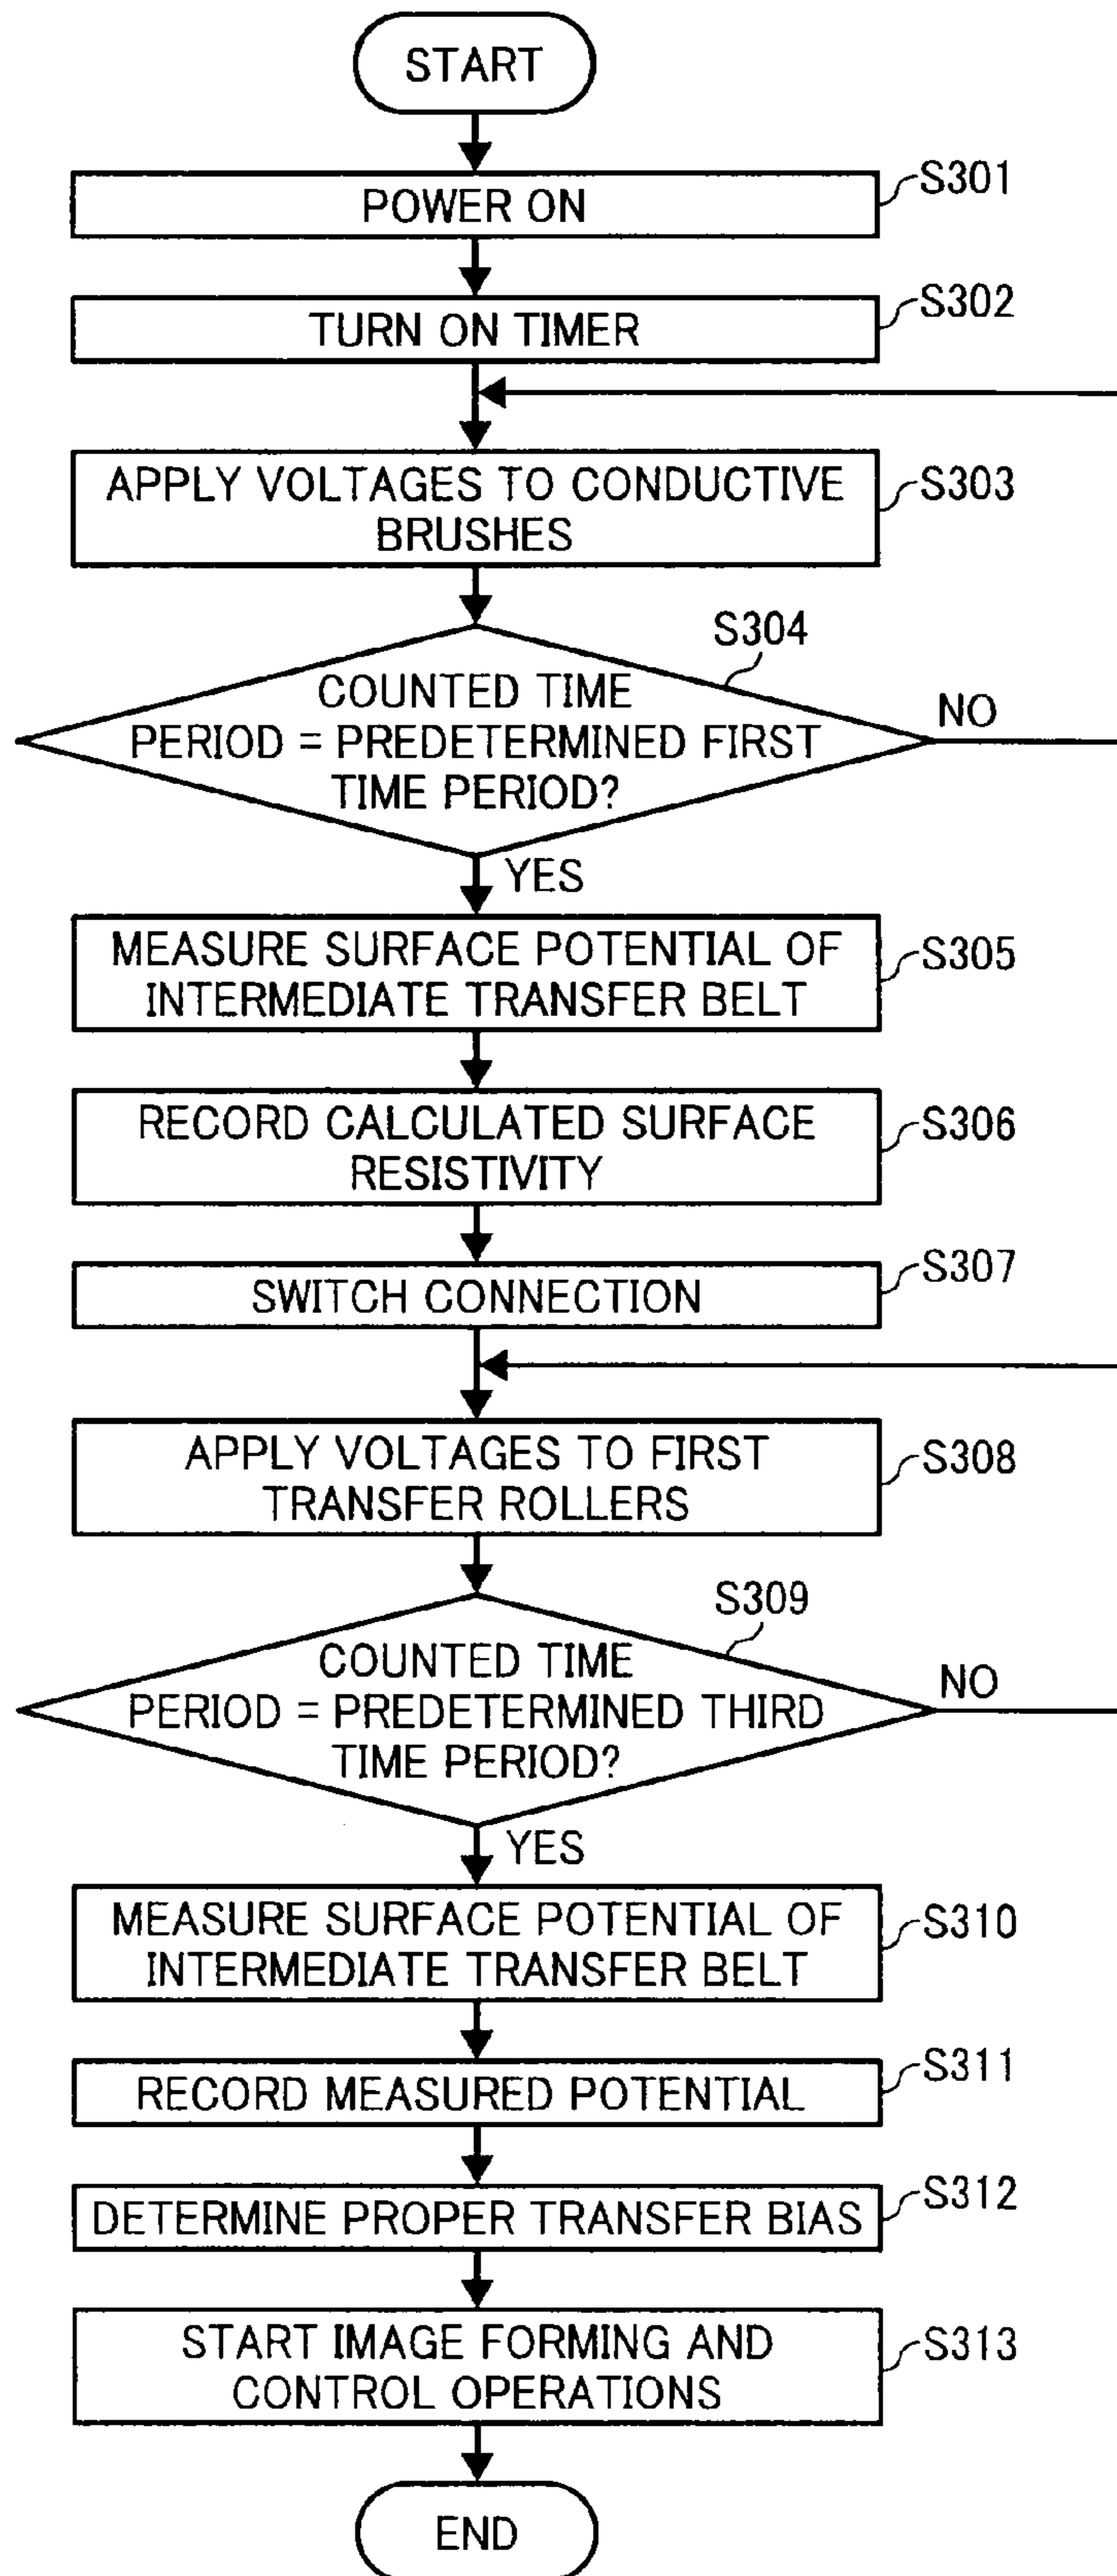 START
POWER ON
S301
TURN ON TIMER
S302
APPLY VOLTAGES TO CONDUCTIVE
BRUSHES
S303
S304
COUNTED TIME
PERIOD = PREDETERMINED FIRST
TIME PERIOD?
NO
YES
MEASURE SURFACE POTENTIAL OF
INTERMEDIATE TRANSFER BELT
S305
RECORD CALCULATED SURFACE
RESISTIVITY
S306
SWITCH CONNECTION
S307
APPLY VOLTAGES TO FIRST
TRANSFER ROLLERS
S308
S309
COUNTED TIME
PERIOD = PREDETERMINED THIRD
TIME PERIOD?
NO
YES
MEASURE SURFACE POTENTIAL OF
INTERMEDIATE TRANSFER BELT
S310
RECORD MEASURED POTENTIAL
S311
DETERMINE PROPER TRANSFER BIAS
S312
START IMAGE FORMING AND
CONTROL OPERATIONS
S313
END